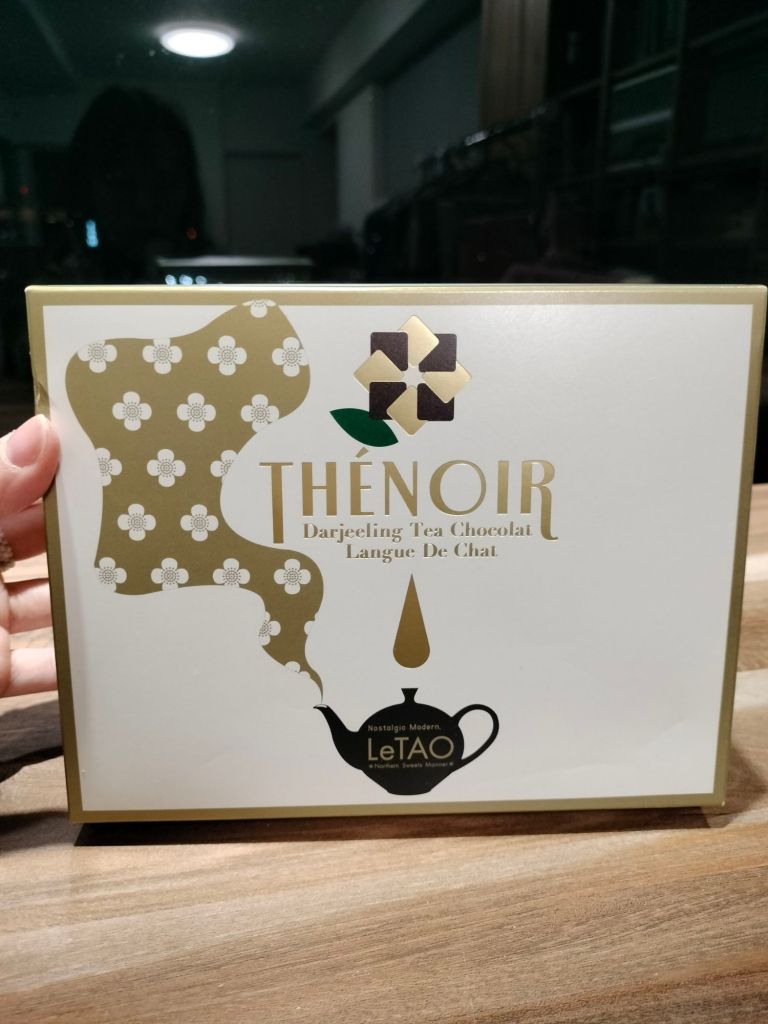 THÉNOIR
Darjeeling Tea Chocolat
Langue De Chat
Nostalgic Modern.
LeTAO
Northern Sweets Manner